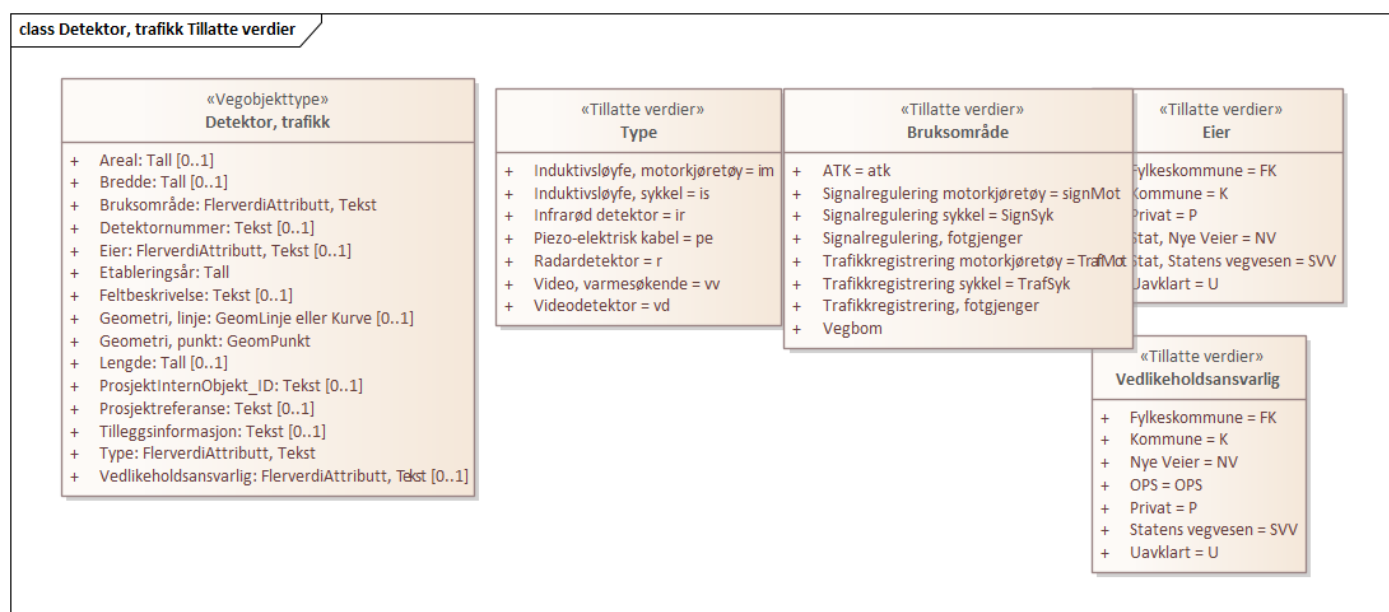 class Detektor, trafikk Tillatte verdier
«Vegobjekttype»
Detektor, trafikk
+ Areal: Tall [0..1]
+ Bredde: Tall [0..1]
+ Bruksområde: FlerverdiAttributt, Tekst
+ Detektornummer: Tekst [0..1]
+ Eier: FlerverdiAttributt, Tekst [0..1]
+ Etableringsår: Tall
+ Feltbeskrivelse: Tekst [0..1]
+ Geometri, linje: GeomLinje eller Kurve [0..1]
+ Geometri, punkt: GeomPunkt
+ Lengde: Tall [0..1]
+ ProsjektInternObjekt_ID: Tekst [0..1]
+ Prosjektreferanse: Tekst [0..1]
+ Tilleggsinformasjon: Tekst [0..1]
+ Type: FlerverdiAttributt, Tekst
+ Vedlikeholdsansvarlig: FlerverdiAttributt, Tekst [0..1]
«Tillatte verdier»
Type
+ Induktivsløyfe, motorkjøretøy = im
+ Induktivsløyfe, sykkel = is
+ Infrarød detektor = ir
+ Piezo-elektrisk kabel = pe
+ Radardetektor = r
+ Video, varmesøkende = vv
+ Videodetektor = vd
«Tillatte verdier»
Bruksområde
+ ATK = atk
+ Signalregulering motorkjøretøy = signMot
+ Signalregulering sykkel = SignSyk
+ Signalregulering, fotgjenger
+ Trafikkregistrering motorkjøretøy = TrafMot
+ Trafikkregistrering sykkel = TrafSyk
+ Trafikkregistrering, fotgjenger
+ Vegbom
«Tillatte verdier»
Eier
Fylkeskommune = FK
Kommune = K
Privat = P
Stat, Nye Veier = NV
Stat, Statens vegvesen = SVV
Uavklart = U
«Tillatte verdier»
Vedlikeholdsansvarlig
+ Fylkeskommune = FK
+ Kommune = K
+ Nye Veier = NV
+ OPS = OPS
+ Privat = P
+ Statens vegvesen = SVV
+ Uavklart = U